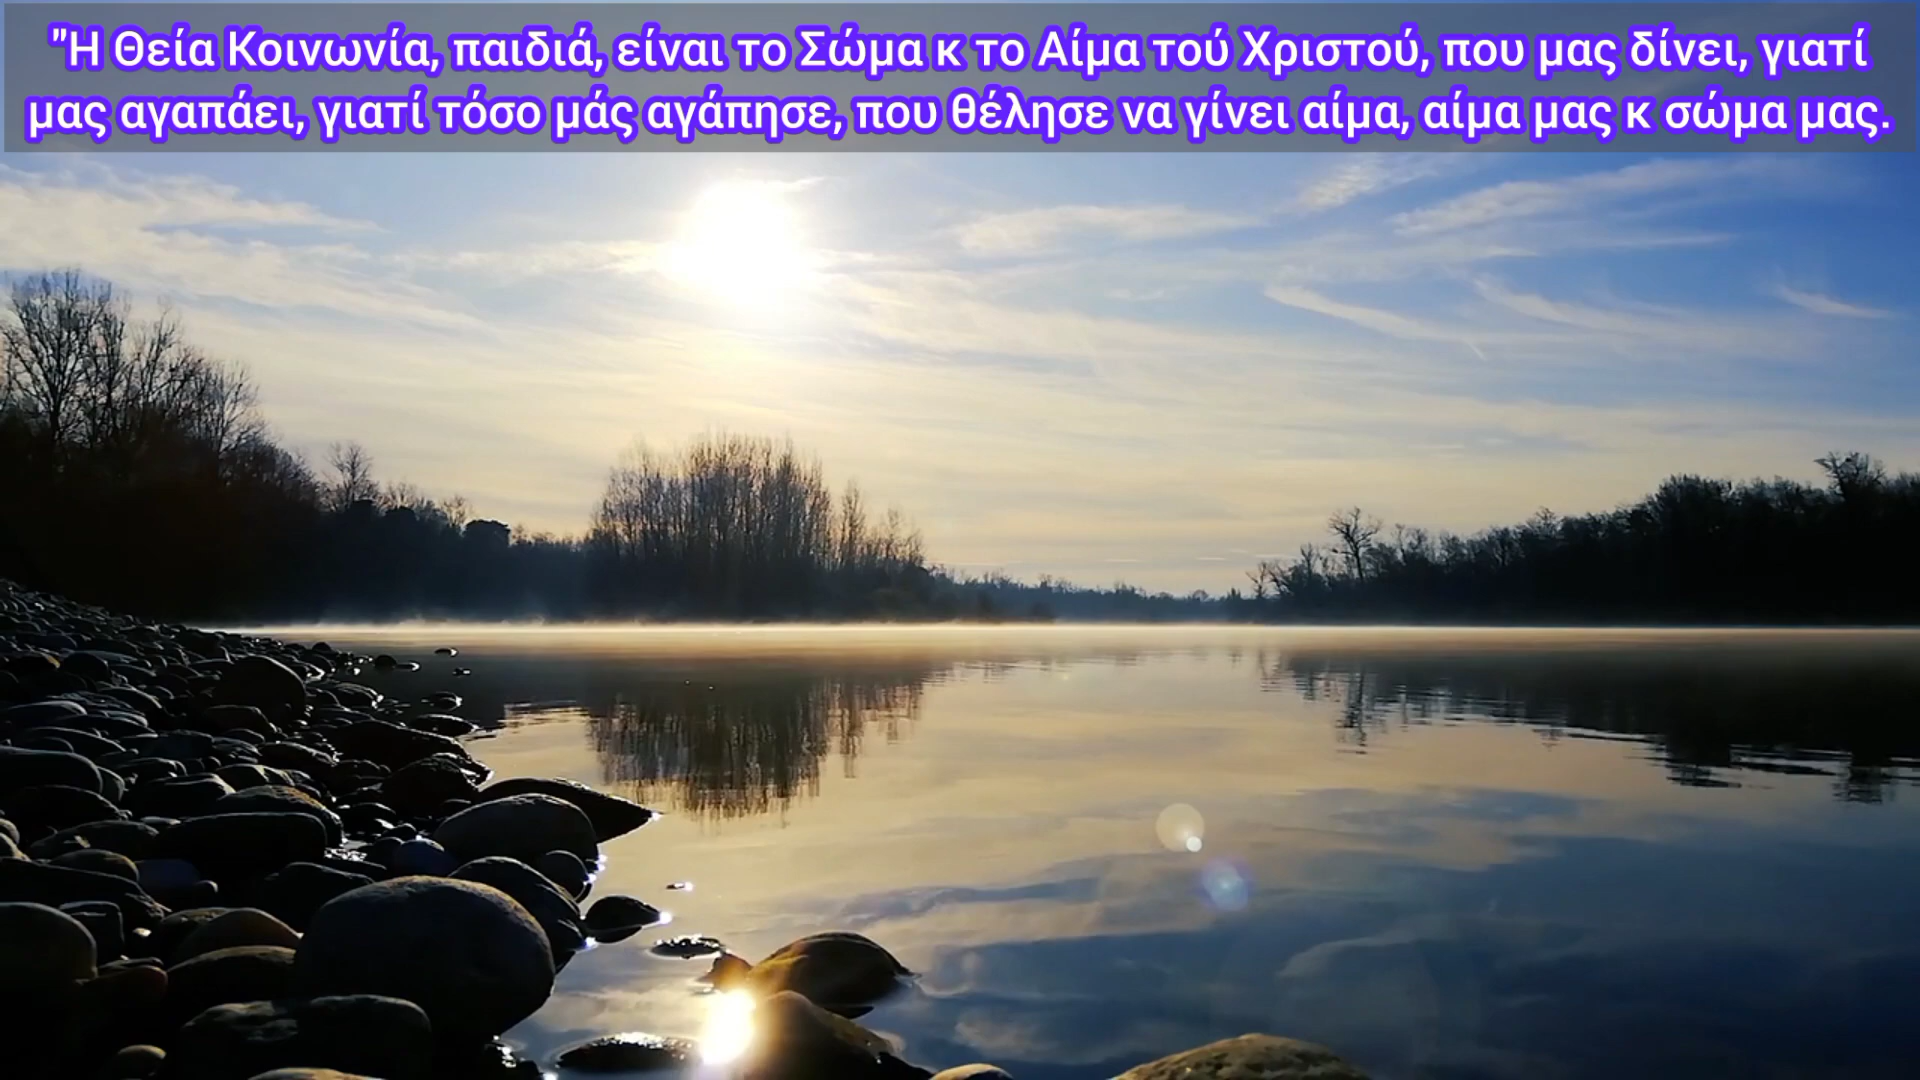 "Η Θεία Κοινωνία, παιδιά, είναι το Σώμα κ το Αίμα τού Χριστού, που μας δίνει, γιατί
μας αγαπάει, γιατί τόσο μάς αγάπησε, που θέλησε να γίνει αίμα, αίμα μας κ σώμα μας.